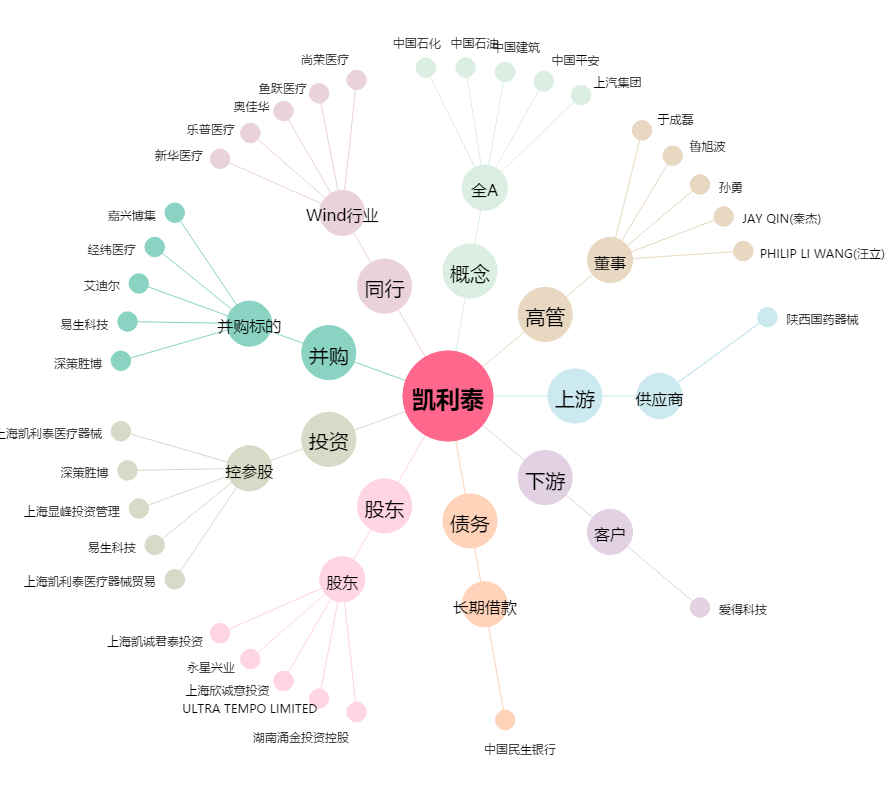 中国石化
中国石油
中国建筑
中国平安
上汽集团
尚荣医疗
鱼跃医疗
奥佳华
乐普医疗
新华医疗
Wind行业
同行
全A
概念
于成磊
鲁旭波
孙勇
JAY QIN(秦杰)
PHILIP LI WANG(汪立)
董事
高管
嘉兴博集
经纬医疗
艾迪尔
易生科技
深策胜博
并购标的
并购
凯利泰
上游
供应商
陕西国药器械
上海凯利泰医疗器械
深策胜博
上海显峰投资管理
易生科技
上海凯利泰医疗器械贸易
控参股
投资
下游
客户
爱得科技
股东
股东
上海凯诚君泰投资
永星兴业
上海欣诚意投资
ULTRA TEMPO LIMITED
湖南涌金投资控股
债务
长期借款
中国民生银行